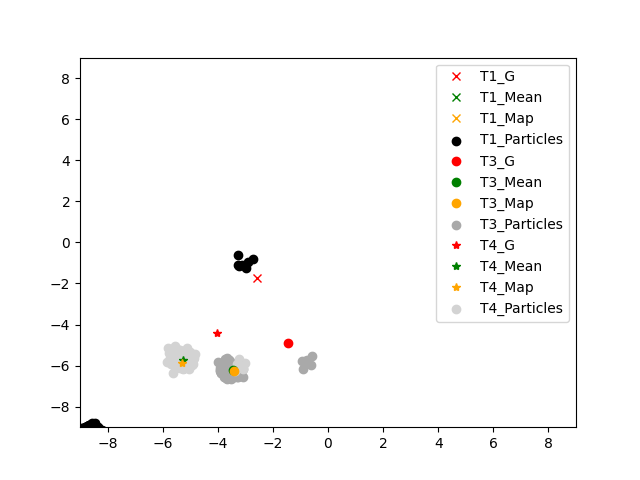 8
6
4
2
0
−2
−4
−6
−8
−8
−6
−4
−2
0
2
4
6
8
T1_G
T1_Mean
T1_Map
T1_Particles
T3_G
T3_Mean
T3_Map
T3_Particles
T4_G
T4_Mean
T4_Map
T4_Particles